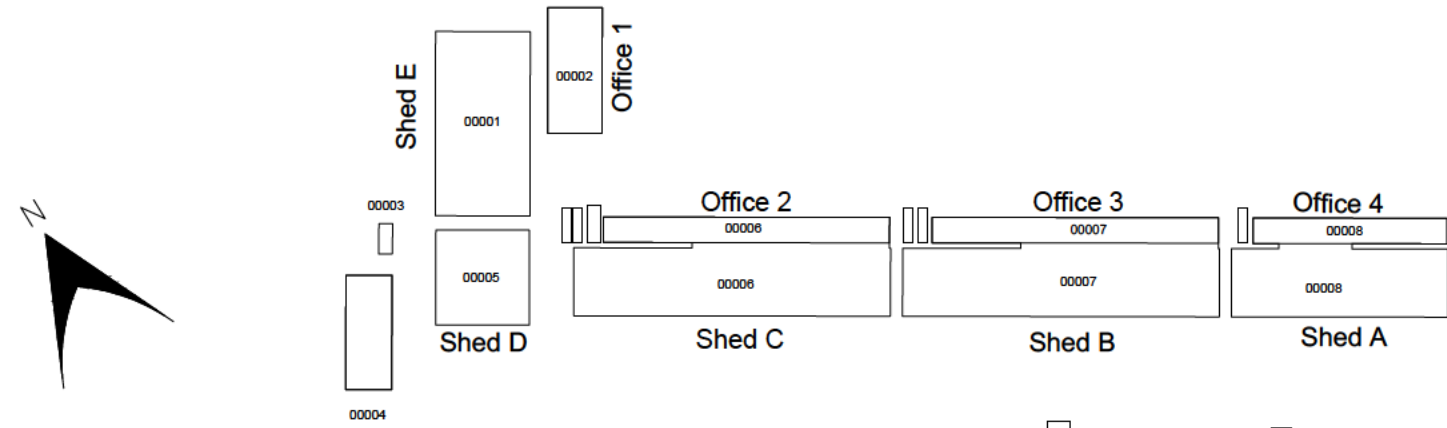 Office 1
00002
Shed E
00001
N
00003
Office 2
Office 3
Office 4
00006
00007
00008
00005
00006
00007
00008
Shed D
Shed C
Shed B
Shed A
00004